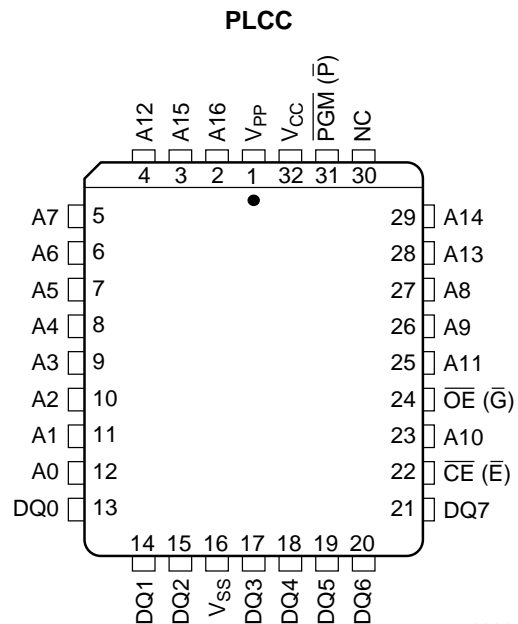 PLCC
A12 A15 A16 VPP VCC P̅G̅M̅ (P̅) NC
4 3 2 1 32 31 30
A7 5 29 A14
A6 6 28 A13
A5 7 27 A8
A4 8 26 A9
A3 9 25 A11
A2 10 24 O̅E̅ (G̅)
A1 11 23 A10
A0 12 22 C̅E̅ (E̅)
DQ0 13 21 DQ7
14 15 16 17 18 19 20
DQ1 DQ2 VSS DQ3 DQ4 DQ5 DQ6